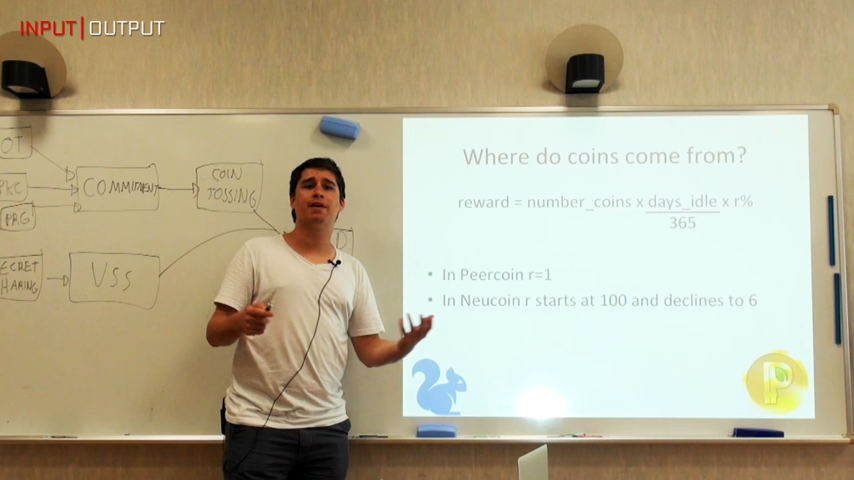 INPUT|OUTPUT
OT
COMMITMENT
COIN
TOSSING
PKC
PRG
VSS
Where do coins come from?
reward = number_coins x days_idle x r%
365
• In Peercoin r=1
• In Neucoin r starts at 100 and declines to 6
P